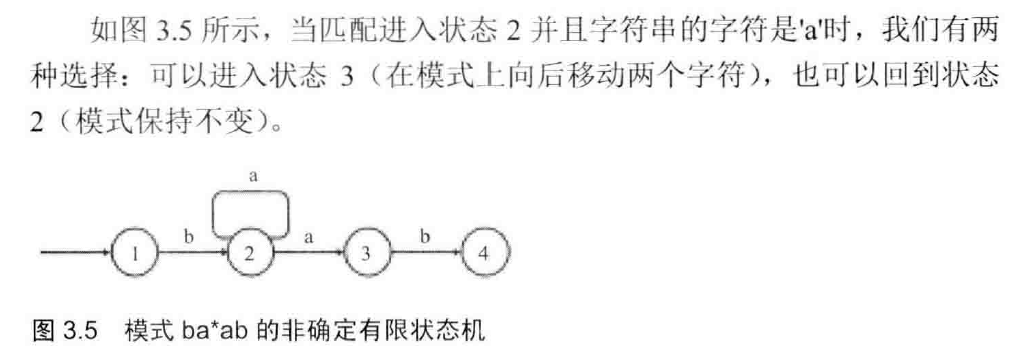 如图 3.5 所示，当匹配进入状态 2 并且字符串的字符是'a'时，我们有两
种选择：可以进入状态 3（在模式上向后移动两个字符），也可以回到状态
2（模式保持不变）。
a
b a b
1 2 3 4
图 3.5 模式 ba*ab 的非确定有限状态机